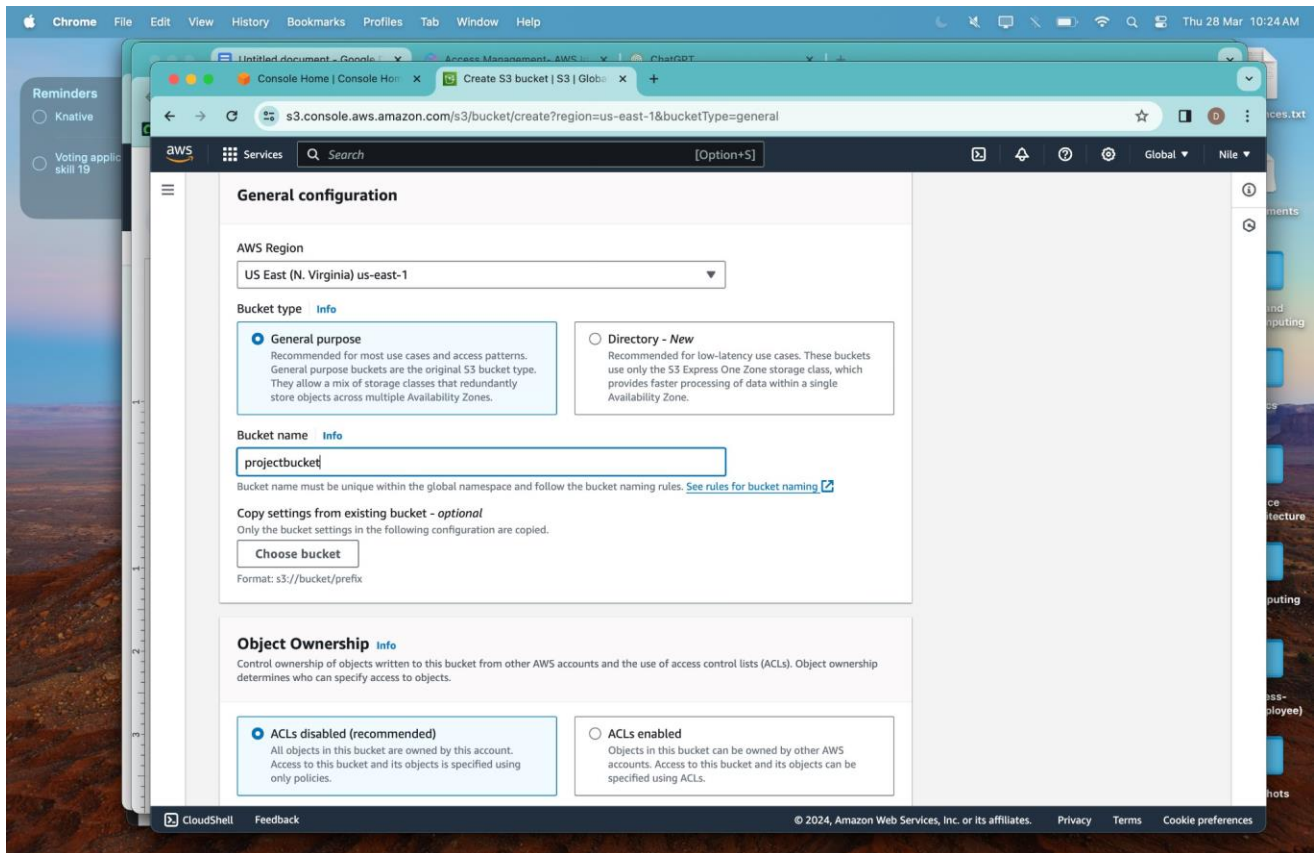 Chrome File Edit View History Bookmarks Profiles Tab Window Help
Thu 28 Mar 10:24 AM
Untitled document - Google
Access Management- AWS
ChatGPT
Reminders
Knative
Voting applic
skill 19
Console Home | Console Hom
Create S3 bucket | S3 | Globa
s3.console.aws.amazon.com/s3/bucket/create?region=us-east-1&bucketType=general
D
nces.txt
aws
Services
Search
[Option+S]
Global
Nile
General configuration
AWS Region
US East (N. Virginia) us-east-1
Bucket type Info
General purpose
Recommended for most use cases and access patterns.
General purpose buckets are the original S3 bucket type.
They allow a mix of storage classes that redundantly
store objects across multiple Availability Zones.
Directory - New
Recommended for low-latency use cases. These buckets
use only the S3 Express One Zone storage class, which
provides faster processing of data within a single
Availability Zone.
Bucket name Info
projectbucket
Bucket name must be unique within the global namespace and follow the bucket naming rules. See rules for bucket naming
Copy settings from existing bucket - optional
Only the bucket settings in the following configuration are copied.
Choose bucket
Format: s3://bucket/prefix
Object Ownership Info
Control ownership of objects written to this bucket from other AWS accounts and the use of access control lists (ACLs). Object ownership
determines who can specify access to objects.
ACLs disabled (recommended)
All objects in this bucket are owned by this account.
Access to this bucket and its objects is specified using
only policies.
ACLs enabled
Objects in this bucket can be owned by other AWS
accounts. Access to this bucket and its objects can be
specified using ACLs.
ments
and
nputing
ce
itecture
puting
ess-
ployee)
hots
CloudShell Feedback
© 2024, Amazon Web Services, Inc. or its affiliates. Privacy Terms Cookie preferences